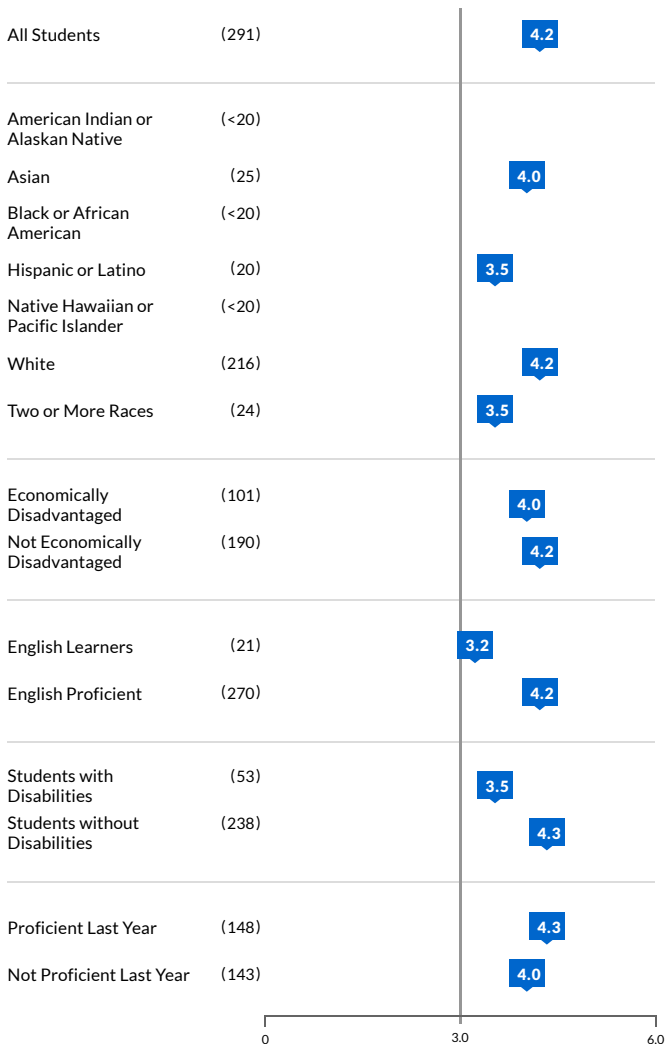 All Students (291) 4.2
American Indian or (<20)
Alaskan Native
Asian (25) 4.0
Black or African (<20)
American
Hispanic or Latino (20) 3.5
Native Hawaiian or (<20)
Pacific Islander
White (216) 4.2
Two or More Races (24) 3.5
Economically (101) 4.0
Disadvantaged
Not Economically (190) 4.2
Disadvantaged
English Learners (21) 3.2
English Proficient (270) 4.2
Students with (53) 3.5
Disabilities
Students without (238) 4.3
Disabilities
Proficient Last Year (148) 4.3
Not Proficient Last Year (143) 4.0
0 3.0 6.0